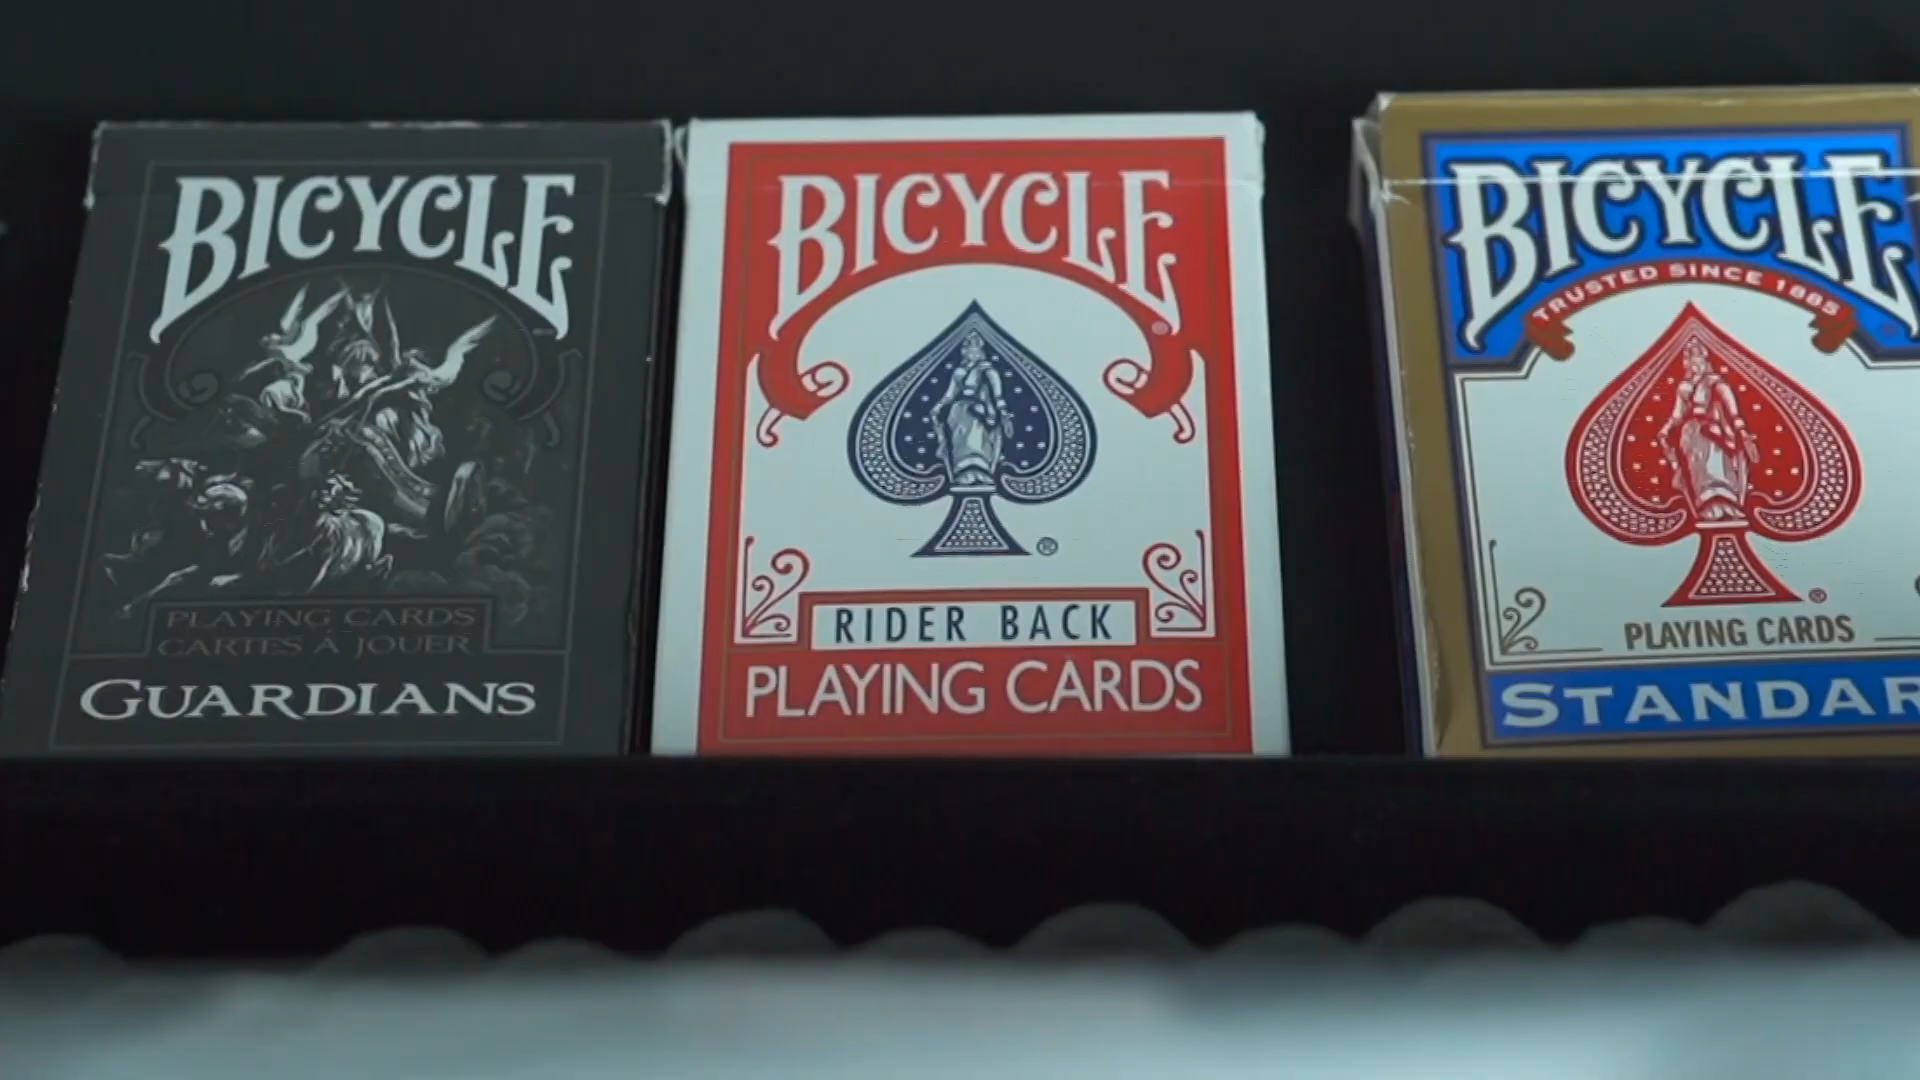 BICYCLE
PLAYING CARDS
CARTES À JOUER
GUARDIANS
BICYCLE
®
®
RIDER BACK
PLAYING CARDS
BICYCLE
TRUSTED SINCE 1885
®
PLAYING CARDS
STANDAR